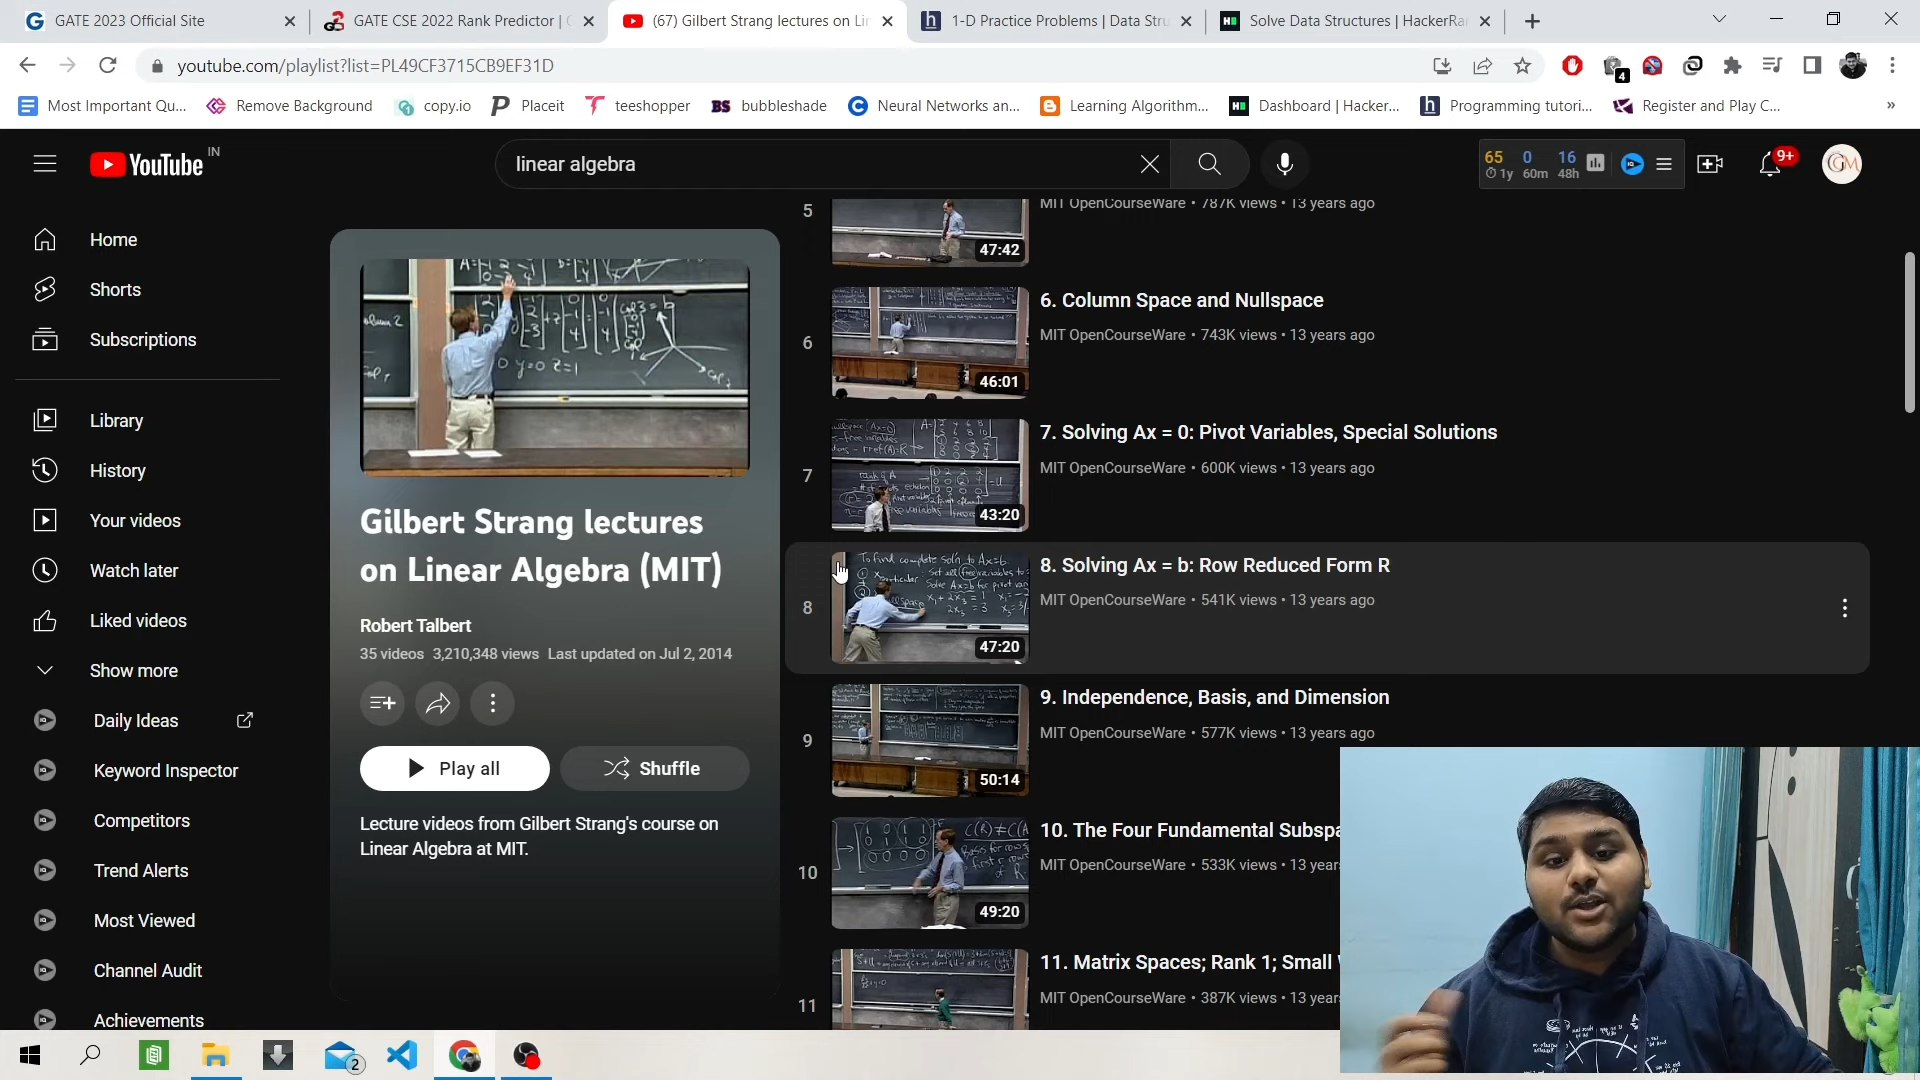 GATE 2023 Official Site
GATE CSE 2022 Rank Predictor |
(67) Gilbert Strang lectures on Li
1-D Practice Problems | Data Stru
Solve Data Structures | HackerRa
youtube.com/playlist?list=PL49CF3715CB9EF31D
4
Most Important Qu...
Remove Background
copy.io
Placeit
teeshopper
BS bubbleshade
Neural Networks an...
Learning Algorithm...
Dashboard | Hacker...
Programming tutori...
Register and Play C...
YouTube IN
linear algebra
65 0 16
1y 60m 48h
9+
Home
Shorts
Subscriptions
Library
History
Your videos
Watch later
Liked videos
Show more
Daily Ideas
Keyword Inspector
Competitors
Trend Alerts
Most Viewed
Channel Audit
Achievements
Gilbert Strang lectures
on Linear Algebra (MIT)
Robert Talbert
35 videos 3,210,348 views Last updated on Jul 2, 2014
Play all
Shuffle
Lecture videos from Gilbert Strang's course on
Linear Algebra at MIT.
5
47:42
MIT OpenCourseWare • 787K views • 13 years ago
6
46:01
6. Column Space and Nullspace
MIT OpenCourseWare • 743K views • 13 years ago
7
43:20
7. Solving Ax = 0: Pivot Variables, Special Solutions
MIT OpenCourseWare • 600K views • 13 years ago
8
47:20
8. Solving Ax = b: Row Reduced Form R
MIT OpenCourseWare • 541K views • 13 years ago
9
50:14
9. Independence, Basis, and Dimension
MIT OpenCourseWare • 577K views • 13 years ago
10
49:20
10. The Four Fundamental Subspa
MIT OpenCourseWare • 533K views • 13 year
11
11. Matrix Spaces; Rank 1; Small
MIT OpenCourseWare • 387K views • 13 year
2